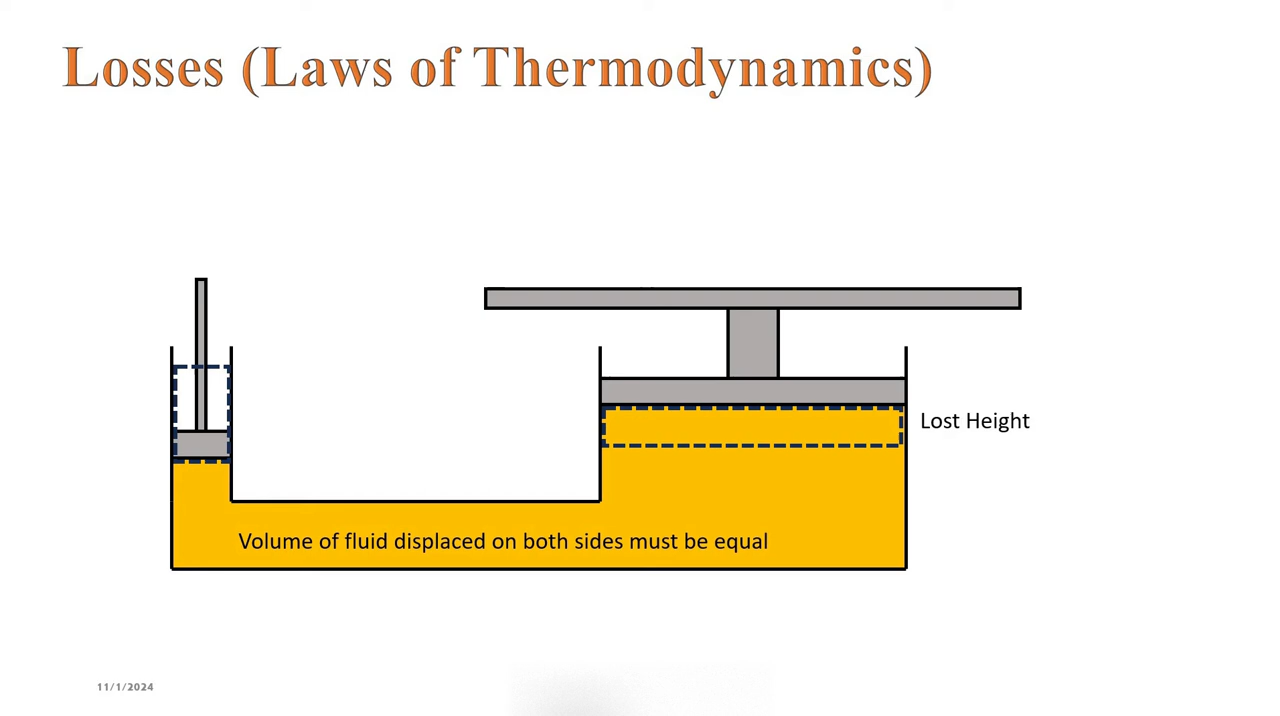 Losses (Laws of Thermodynamics)
Lost Height
Volume of fluid displaced on both sides must be equal
11/1/2024